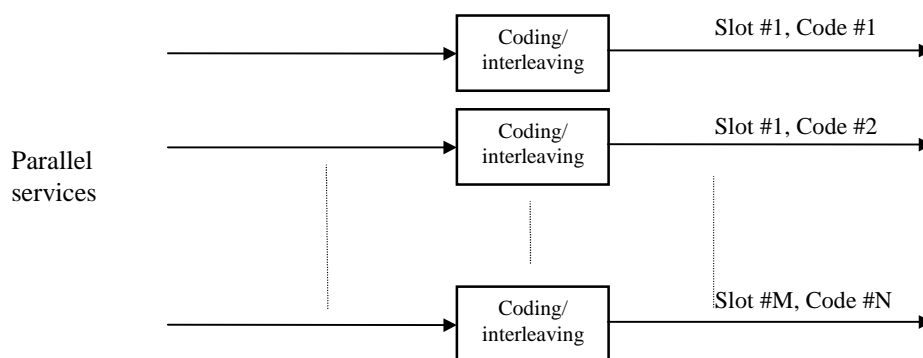 Coding/
interleaving
Slot #1, Code #1
Coding/
interleaving
Slot #1, Code #2
Parallel
services
Coding/
interleaving
Slot #M, Code #N